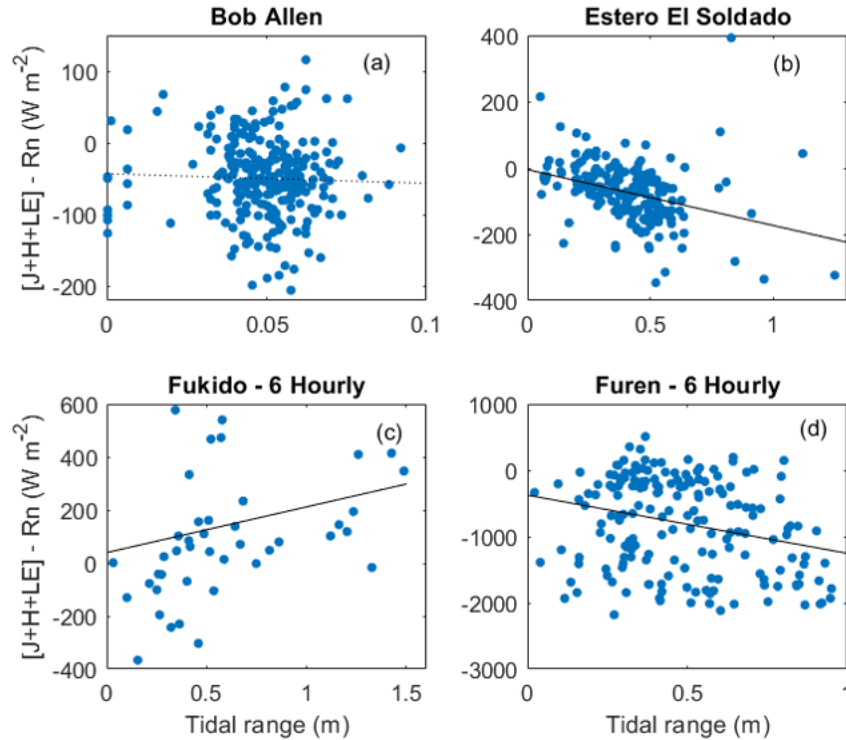 Bob Allen
Estero El Soldado
[J+H+LE] - Rn (W m-2)
100
0
-100
-200
(a)
0
0.05
0.1
400
200
0
-200
-400
(b)
0
0.5
1
Fukido - 6 Hourly
Furen - 6 Hourly
[J+H+LE] - Rn (W m-2)
600
400
200
0
-200
-400
(c)
0
0.5
1
1.5
Tidal range (m)
1000
0
-1000
-2000
-3000
(d)
0
0.5
1
Tidal range (m)